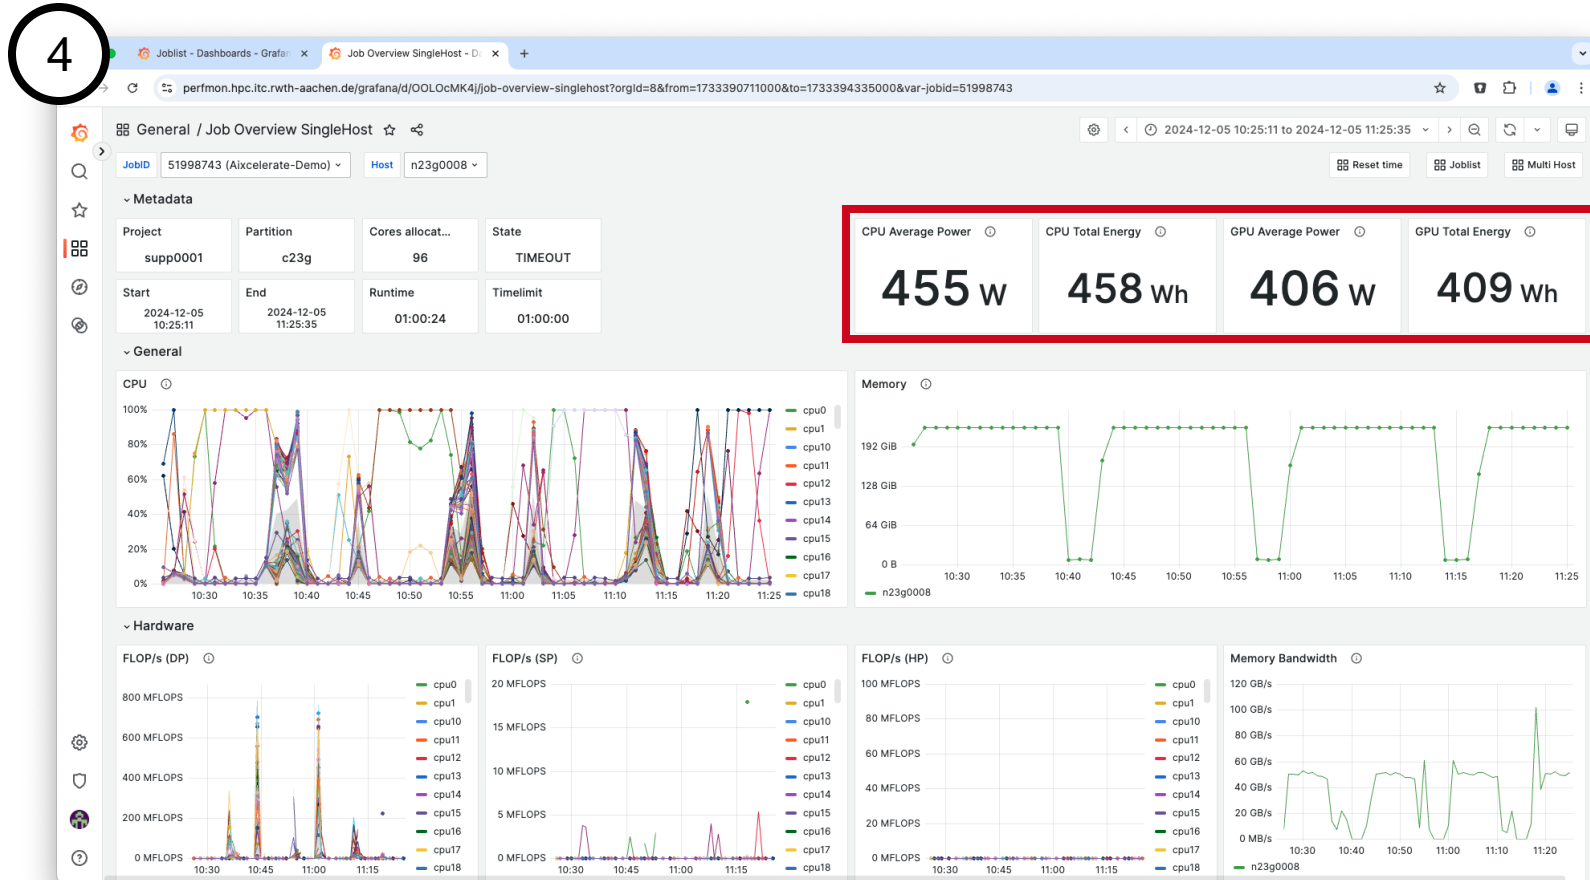 4
Joblist - Dashboards - Grafan
Job Overview SingleHost - Da
perfmon.hpc.itc.rwth-aachen.de/grafana/d/OOLOcMK4j/job-overview-singlehost?orgId=8&from=1733390711000&to=1733394335000&var-jobid=51998743
General / Job Overview SingleHost
2024-12-05 10:25:11 to 2024-12-05 11:25:35
JobID 51998743 (Aixcelerate-Demo) Host n23g0008
Reset time Joblist Multi Host
Metadata
Project
supp0001
Partition
c23g
Cores allocat...
96
State
TIMEOUT
CPU Average Power
455 W
CPU Total Energy
458 Wh
GPU Average Power
406 W
GPU Total Energy
409 Wh
Start
2024-12-05
10:25:11
End
2024-12-05
11:25:35
Runtime
01:00:24
Timelimit
01:00:00
General
CPU
100%
80%
60%
40%
20%
0%
10:30 10:35 10:40 10:45 10:50 10:55 11:00 11:05 11:10 11:15 11:20 11:25
cpu0
cpu1
cpu10
cpu11
cpu12
cpu13
cpu14
cpu15
cpu16
cpu17
cpu18
Memory
192 GiB
128 GiB
64 GiB
0 B
10:30 10:35 10:40 10:45 10:50 10:55 11:00 11:05 11:10 11:15 11:20 11:25
n23g0008
Hardware
FLOP/s (DP)
800 MFLOPS
600 MFLOPS
400 MFLOPS
200 MFLOPS
0 MFLOPS
10:30 10:45 11:00 11:15
cpu0
cpu1
cpu10
cpu11
cpu12
cpu13
cpu14
cpu15
cpu16
cpu17
cpu18
FLOP/s (SP)
20 MFLOPS
15 MFLOPS
10 MFLOPS
5 MFLOPS
0 MFLOPS
10:30 10:45 11:00 11:15
cpu0
cpu1
cpu10
cpu11
cpu12
cpu13
cpu14
cpu15
cpu16
cpu17
cpu18
FLOP/s (HP)
100 MFLOPS
80 MFLOPS
60 MFLOPS
40 MFLOPS
20 MFLOPS
0 MFLOPS
10:30 10:45 11:00 11:15
cpu0
cpu1
cpu10
cpu11
cpu12
cpu13
cpu14
cpu15
cpu16
cpu17
cpu18
Memory Bandwidth
120 GB/s
100 GB/s
80 GB/s
60 GB/s
40 GB/s
20 GB/s
0 MB/s
10:30 10:40 10:50 11:00 11:10 11:20
n23g0008